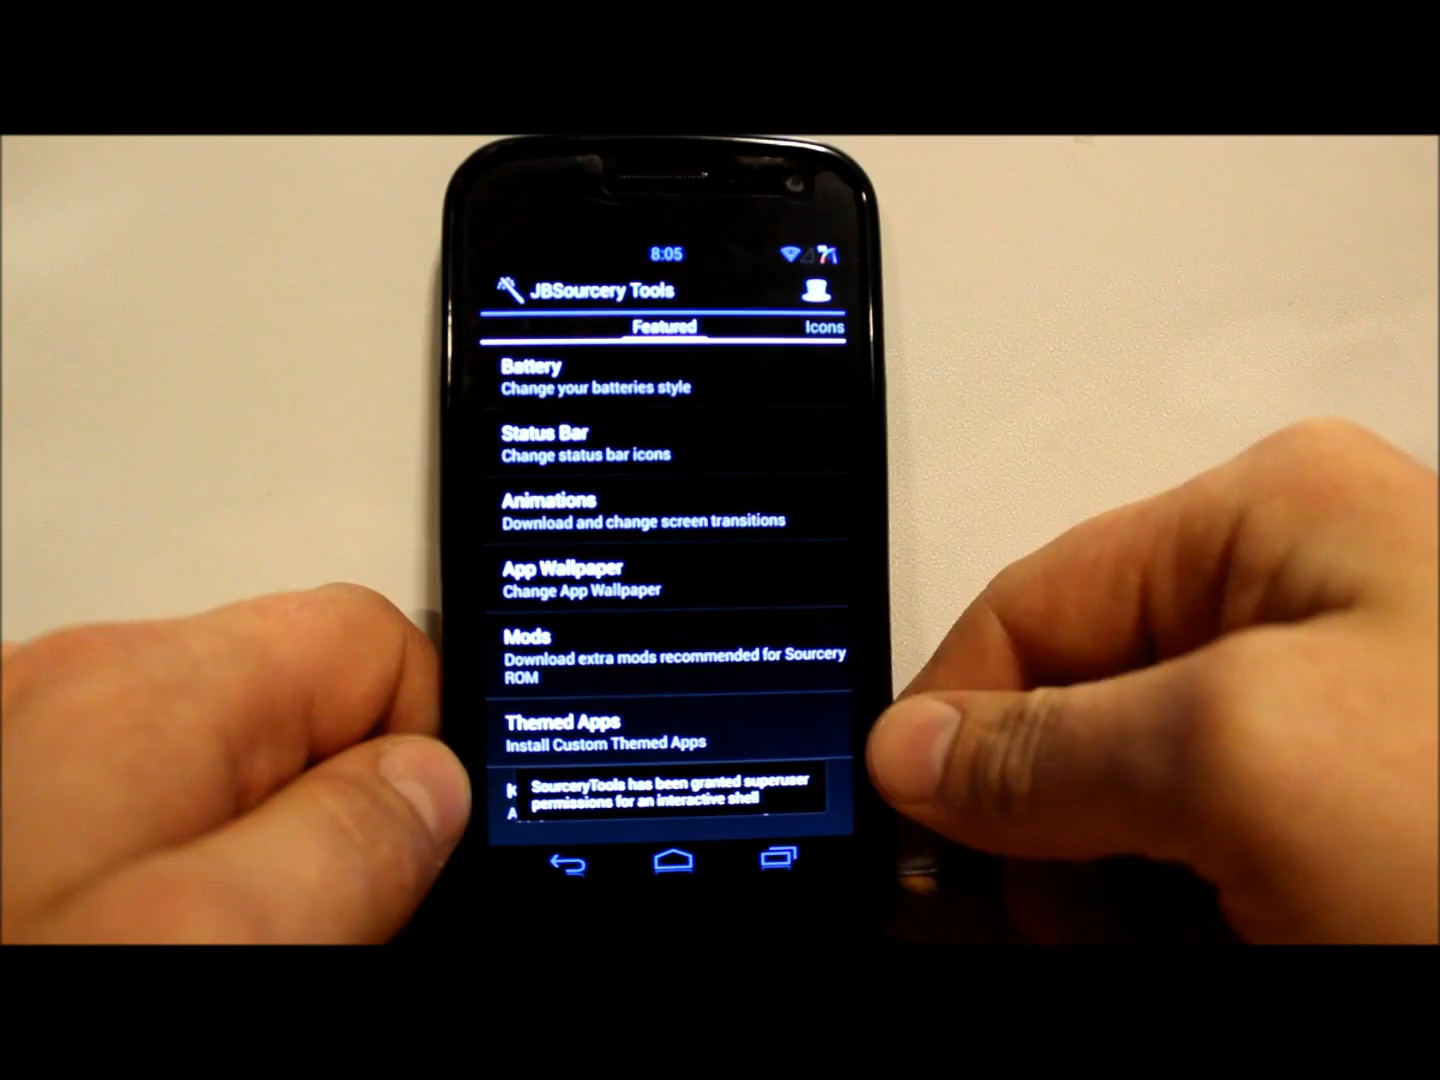 8:05
JBSourcery Tools
Featured Icons
Battery
Change your batteries style
Status Bar
Change status bar icons
Animations
Download and change screen transitions
App Wallpaper
Change App Wallpaper
Mods
Download extra mods recommended for Sourcery
ROM
Themed Apps
Install Custom Themed Apps
SourceryTools has been granted superuser
permissions for an interactive shell